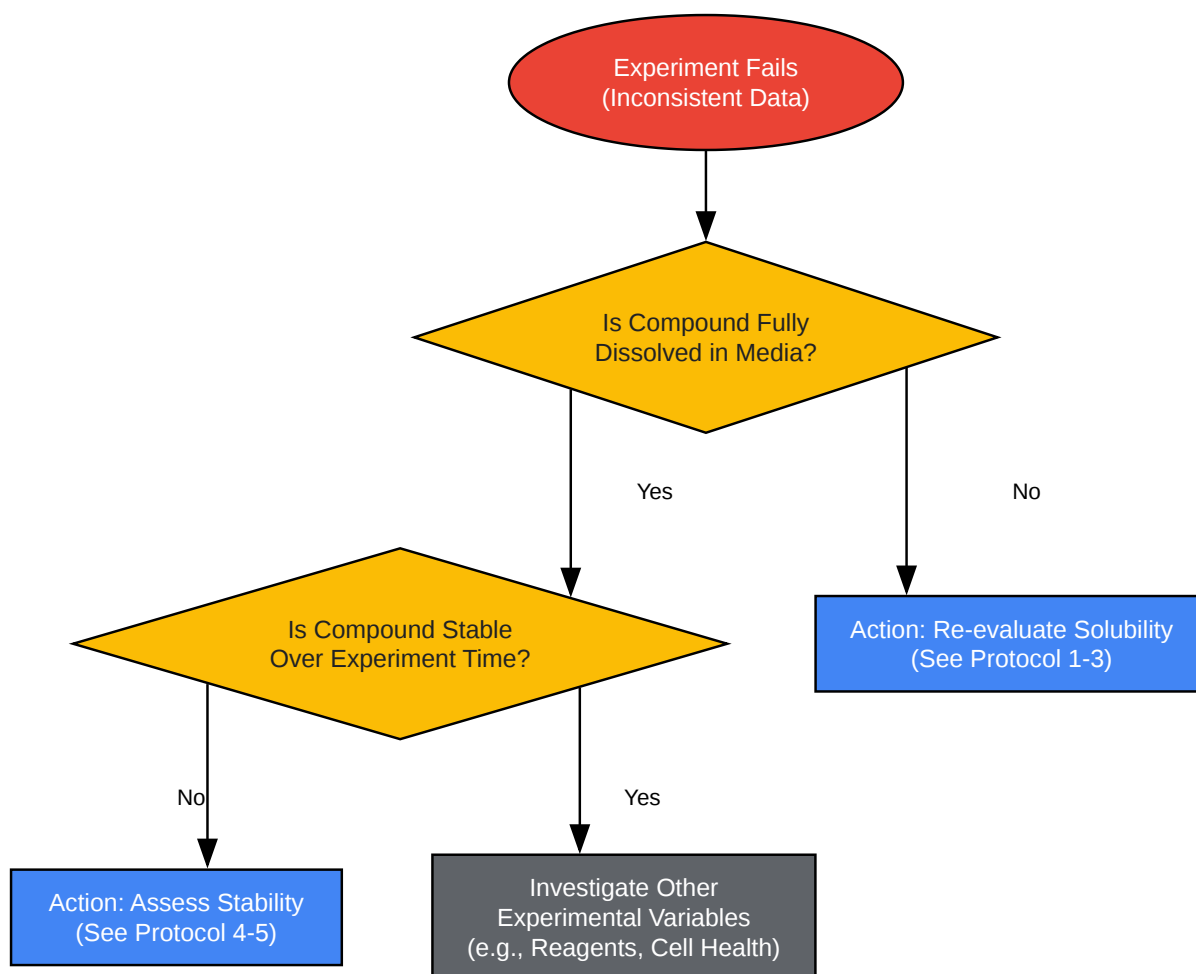 Experiment Fails
(Inconsistent Data)
Is Compound Fully
Dissolved in Media?
Yes
No
Is Compound Stable
Over Experiment Time?
Action: Re-evaluate Solubility
(See Protocol 1-3)
No
Yes
Action: Assess Stability
(See Protocol 4-5)
Investigate Other
Experimental Variables
(e.g., Reagents, Cell Health)